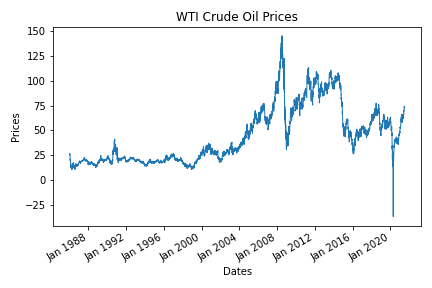 WTI Crude Oil Prices
Prices
150
125
100
75
50
25
0
−25
Jan 1988
Jan 1992
Jan 1996
Jan 2000
Jan 2004
Jan 2008
Jan 2012
Jan 2016
Jan 2020
Dates